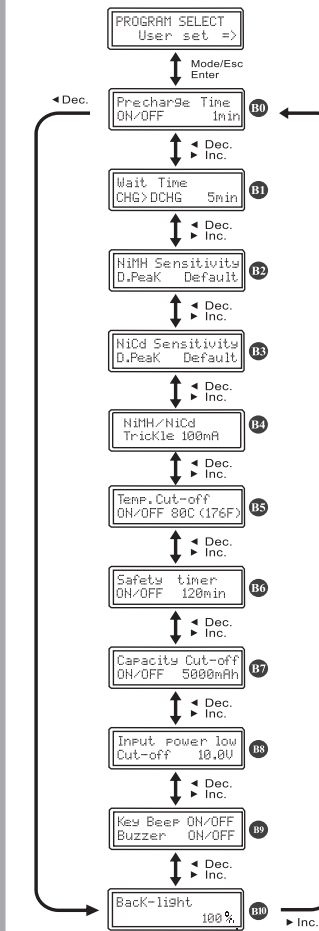 PROGRAM SELECT
User set =>
Mode/Esc
Enter
◄ Dec.
Precharge Time
ON/OFF 1min
B0
◄ Dec.
► Inc.
Wait Time
CHG>DCHG 5min
B1
◄ Dec.
► Inc.
NiMH Sensitivity
D.Peak Default
B2
◄ Dec.
► Inc.
NiCd Sensitivity
D.Peak Default
B3
◄ Dec.
► Inc.
NiMH/NiCd
Trickle 100mA
B4
◄ Dec.
► Inc.
Temp.Cut-off
ON/OFF 80C(176F)
B5
◄ Dec.
► Inc.
Safety timer
ON/OFF 120min
B6
◄ Dec.
► Inc.
Capacity Cut-off
ON/OFF 5000mAh
B7
◄ Dec.
► Inc.
Input power low
Cut-off 10.0V
B8
◄ Dec.
► Inc.
Key Beep ON/OFF
Buzzer ON/OFF
B9
◄ Dec.
► Inc.
Back-light
100%
B10
► Inc.